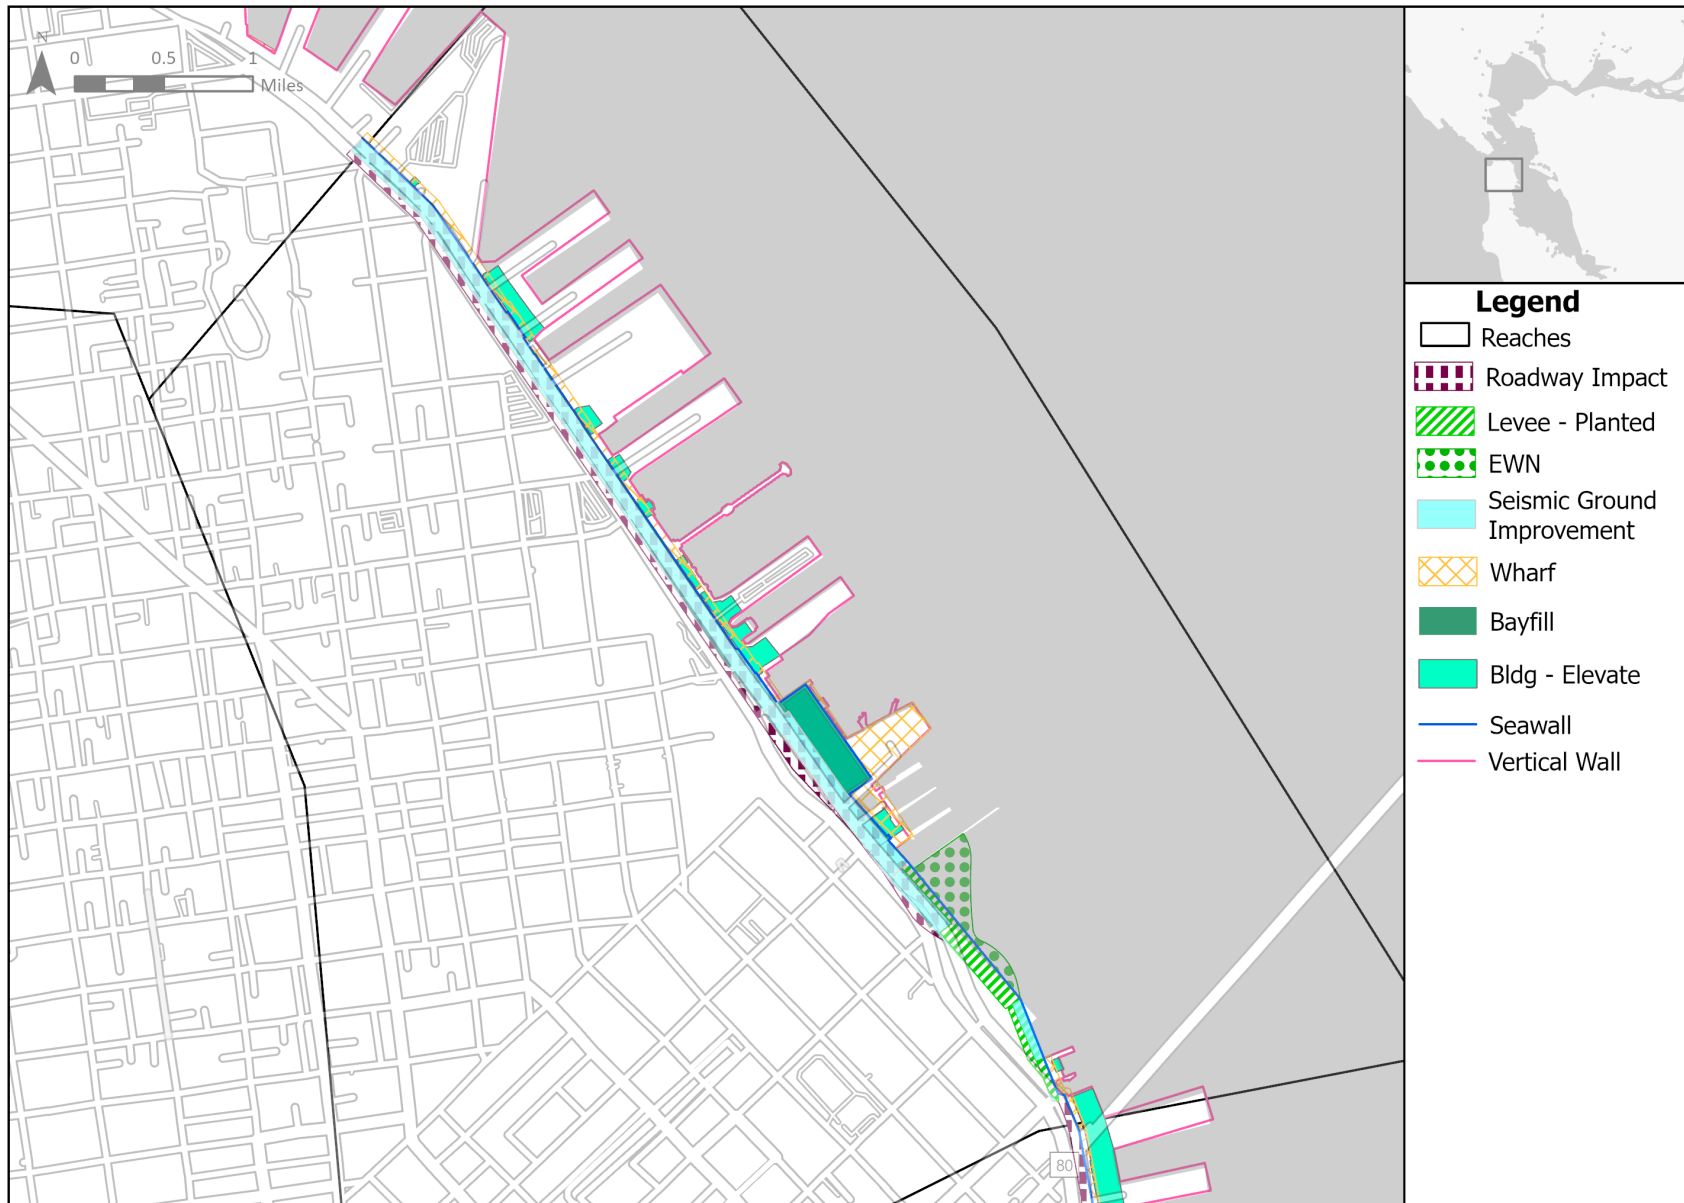 N
0 0.5 1
Miles
Legend
Reaches
Roadway Impact
Levee - Planted
EWN
Seismic Ground
Improvement
Wharf
Bayfill
Bldg - Elevate
Seawall
Vertical Wall
80